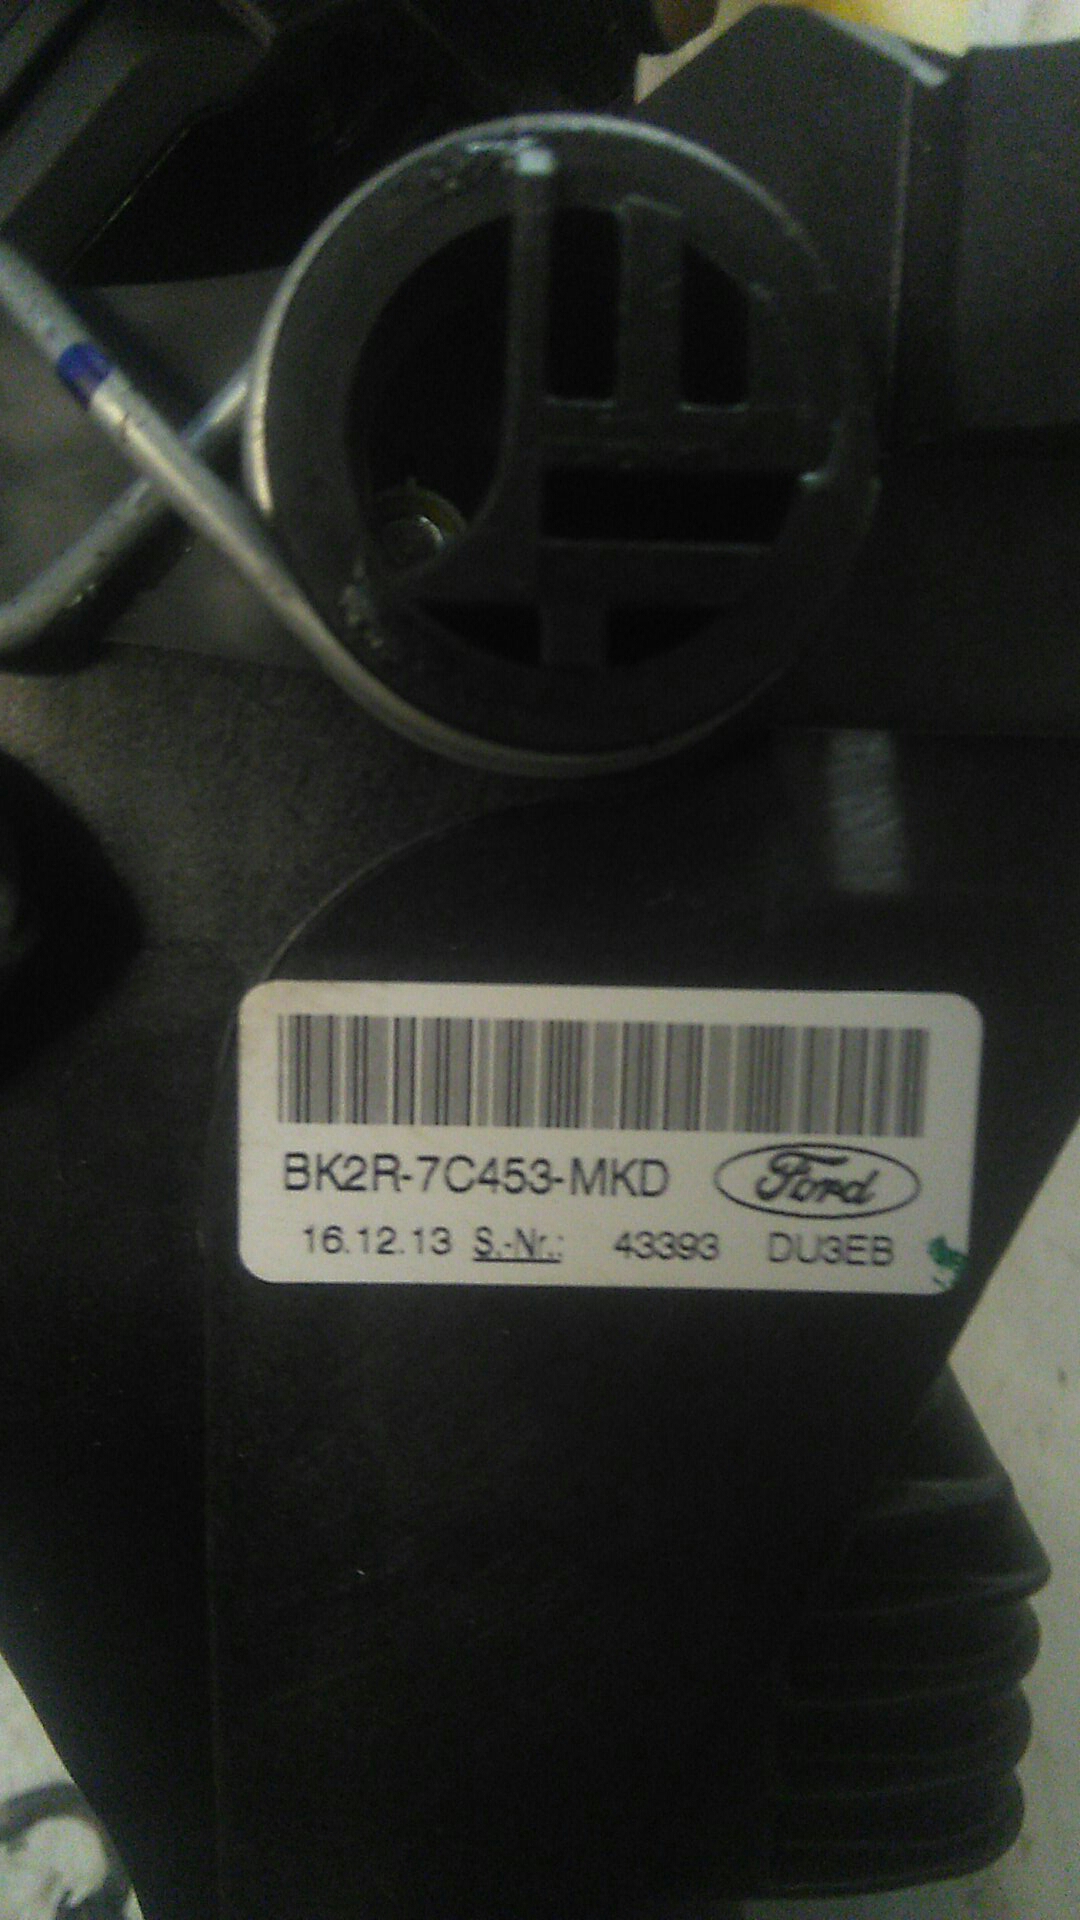 BK2R-7C453-MKD Ford
16.12.13 S.-Nr.: 43393 DU3EB